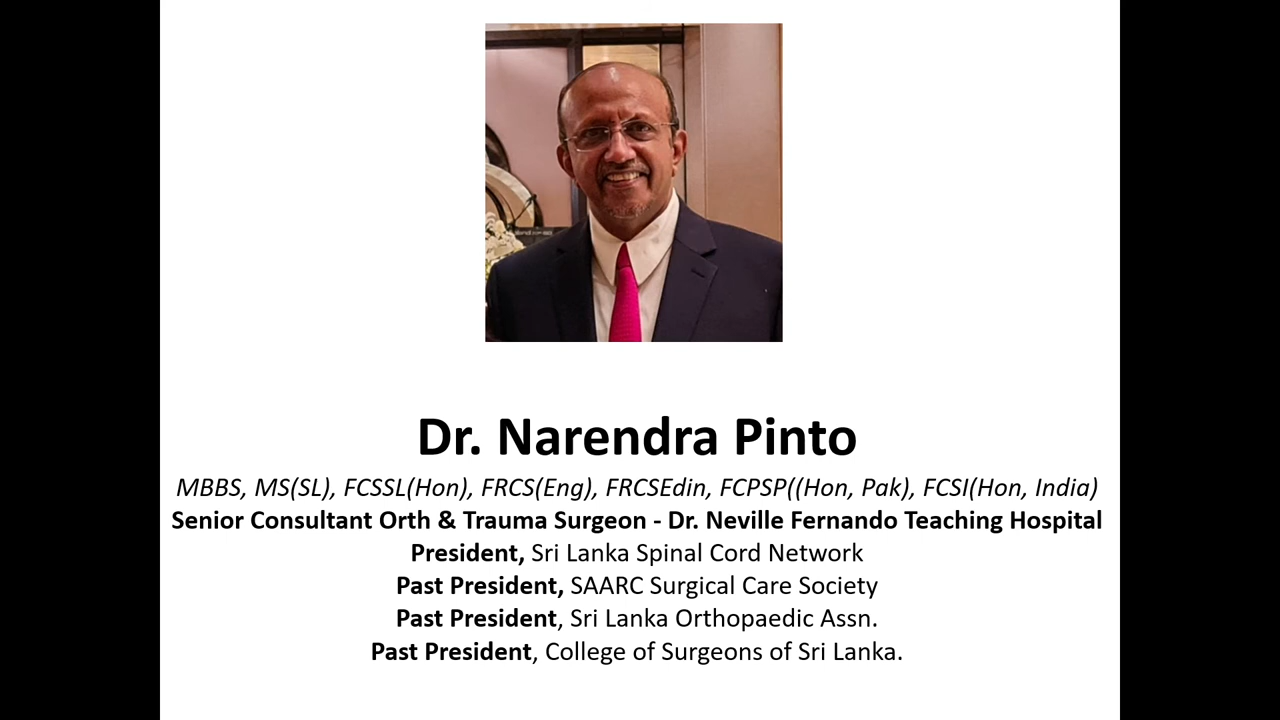 Dr. Narendra Pinto
MBBS, MS(SL), FCSSL(Hon), FRCS(Eng), FRCSEdin, FCPSP((Hon, Pak), FCSI(Hon, India)
Senior Consultant Orth & Trauma Surgeon - Dr. Neville Fernando Teaching Hospital
President, Sri Lanka Spinal Cord Network
Past President, SAARC Surgical Care Society
Past President, Sri Lanka Orthopaedic Assn.
Past President, College of Surgeons of Sri Lanka.